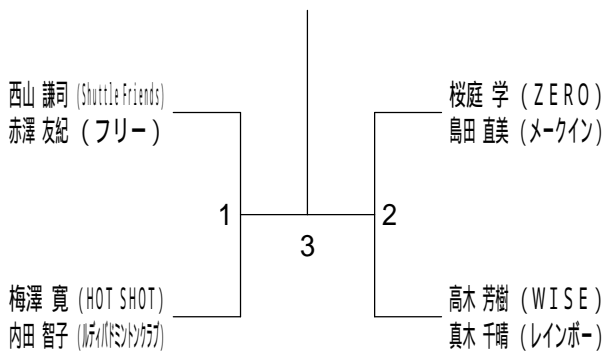 西山 謙司 (Shuttle Friends)
赤澤 友紀 (フリー)
桜庭 学 (ZERO)
島田 直美 (メークイン)
1
2
3
梅澤 寛 (HOT SHOT)
内田 智子 (ルディバドミントンクラブ)
高木 芳樹 (WISE)
真木 千晴 (レインボー)